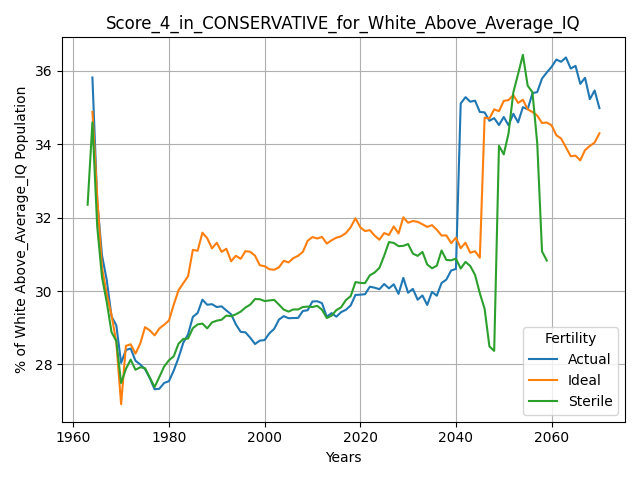 Score_4_in_CONSERVATIVE_for_White_Above_Average_IQ
% of White Above_Average_IQ Population
36
34
32
30
28
1960
1980
2000
2020
2040
2060
Years
Fertility
Actual
Ideal
Sterile